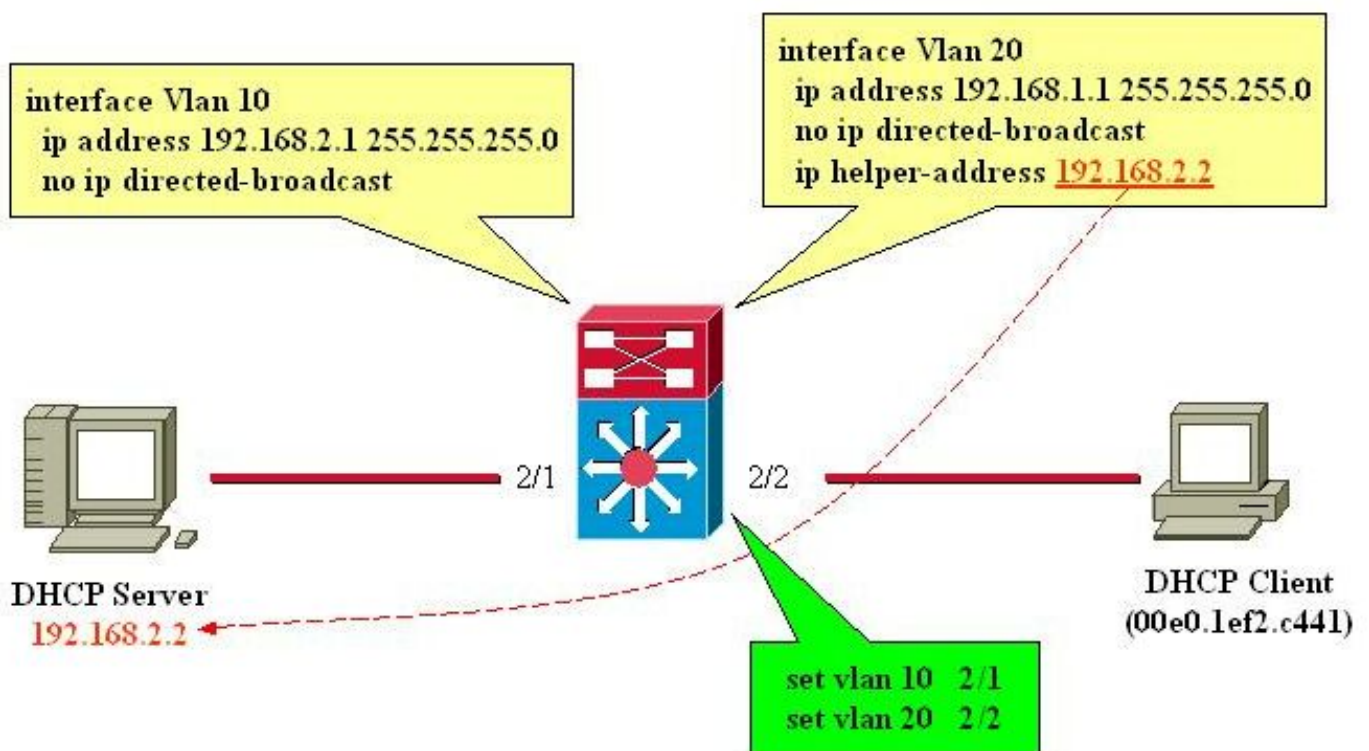 interface Vlan 10
ip address 192.168.2.1 255.255.255.0
no ip directed-broadcast
interface Vlan 20
ip address 192.168.1.1 255.255.255.0
no ip directed-broadcast
ip helper-address 192.168.2.2
2/1
2/2
DHCP Server
192.168.2.2
DHCP Client
(00e0.1ef2.c441)
set vlan 10 2/1
set vlan 20 2/2